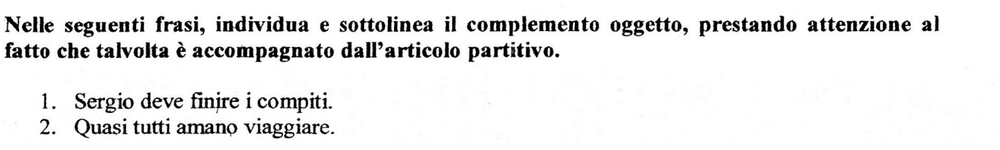 Nelle seguenti frasi, individua e sottolinea il complemento oggetto, prestando attenzione al
fatto che talvolta è accompagnato dall'articolo partitivo.
1. Sergio deve finire i compiti.
2. Quasi tutti amano viaggiare.